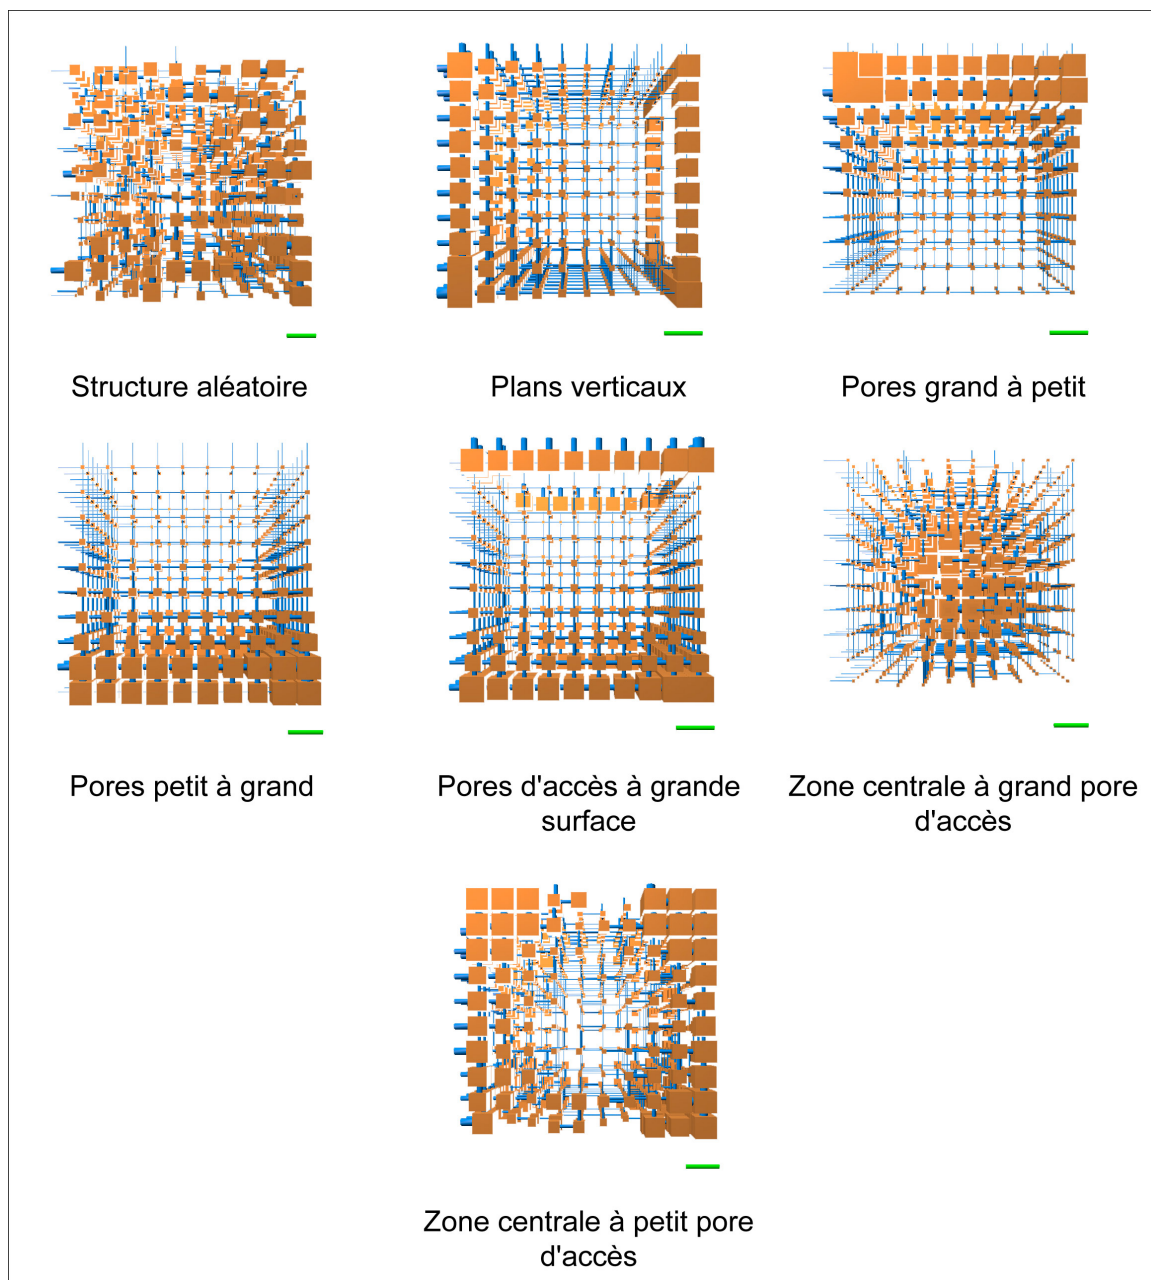 Structure aléatoire
Plans verticaux
Pores grand à petit
Pores petit à grand
Pores d'accès à grande
surface
Zone centrale à grand pore
d'accès
Zone centrale à petit pore
d'accès